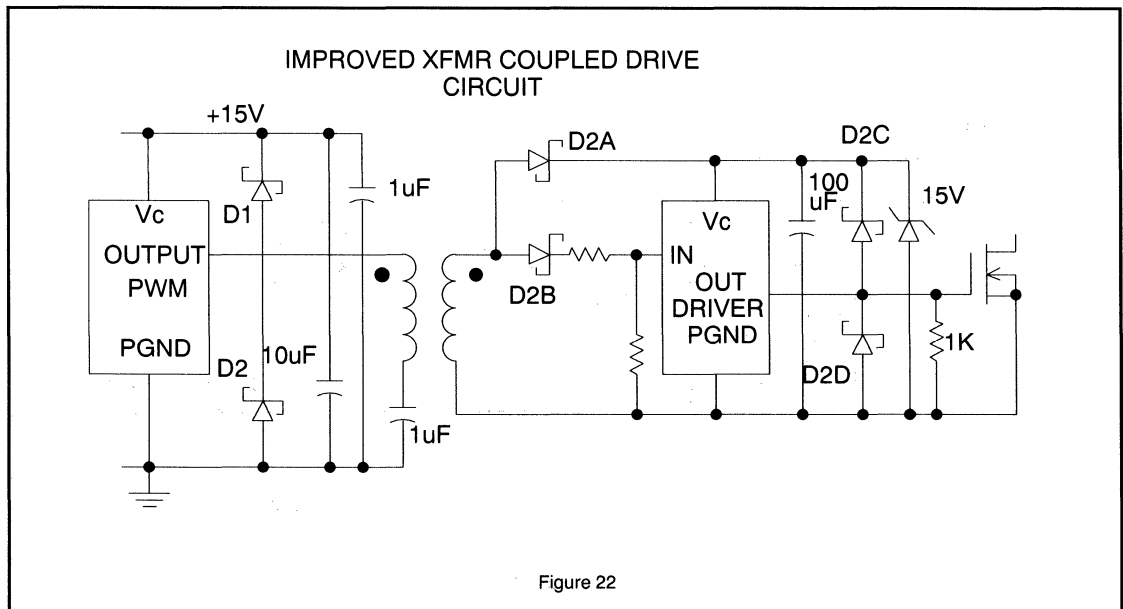 IMPROVED XFMR COUPLED DRIVE
CIRCUIT
+15V
D2A
D2C
1uF
100
uF
15V
Vc
D1
Vc
OUTPUT
PWM
IN
D2B
OUT
DRIVER
PGND
PGND
10uF
D2
1K
D2D
1uF
Figure 22